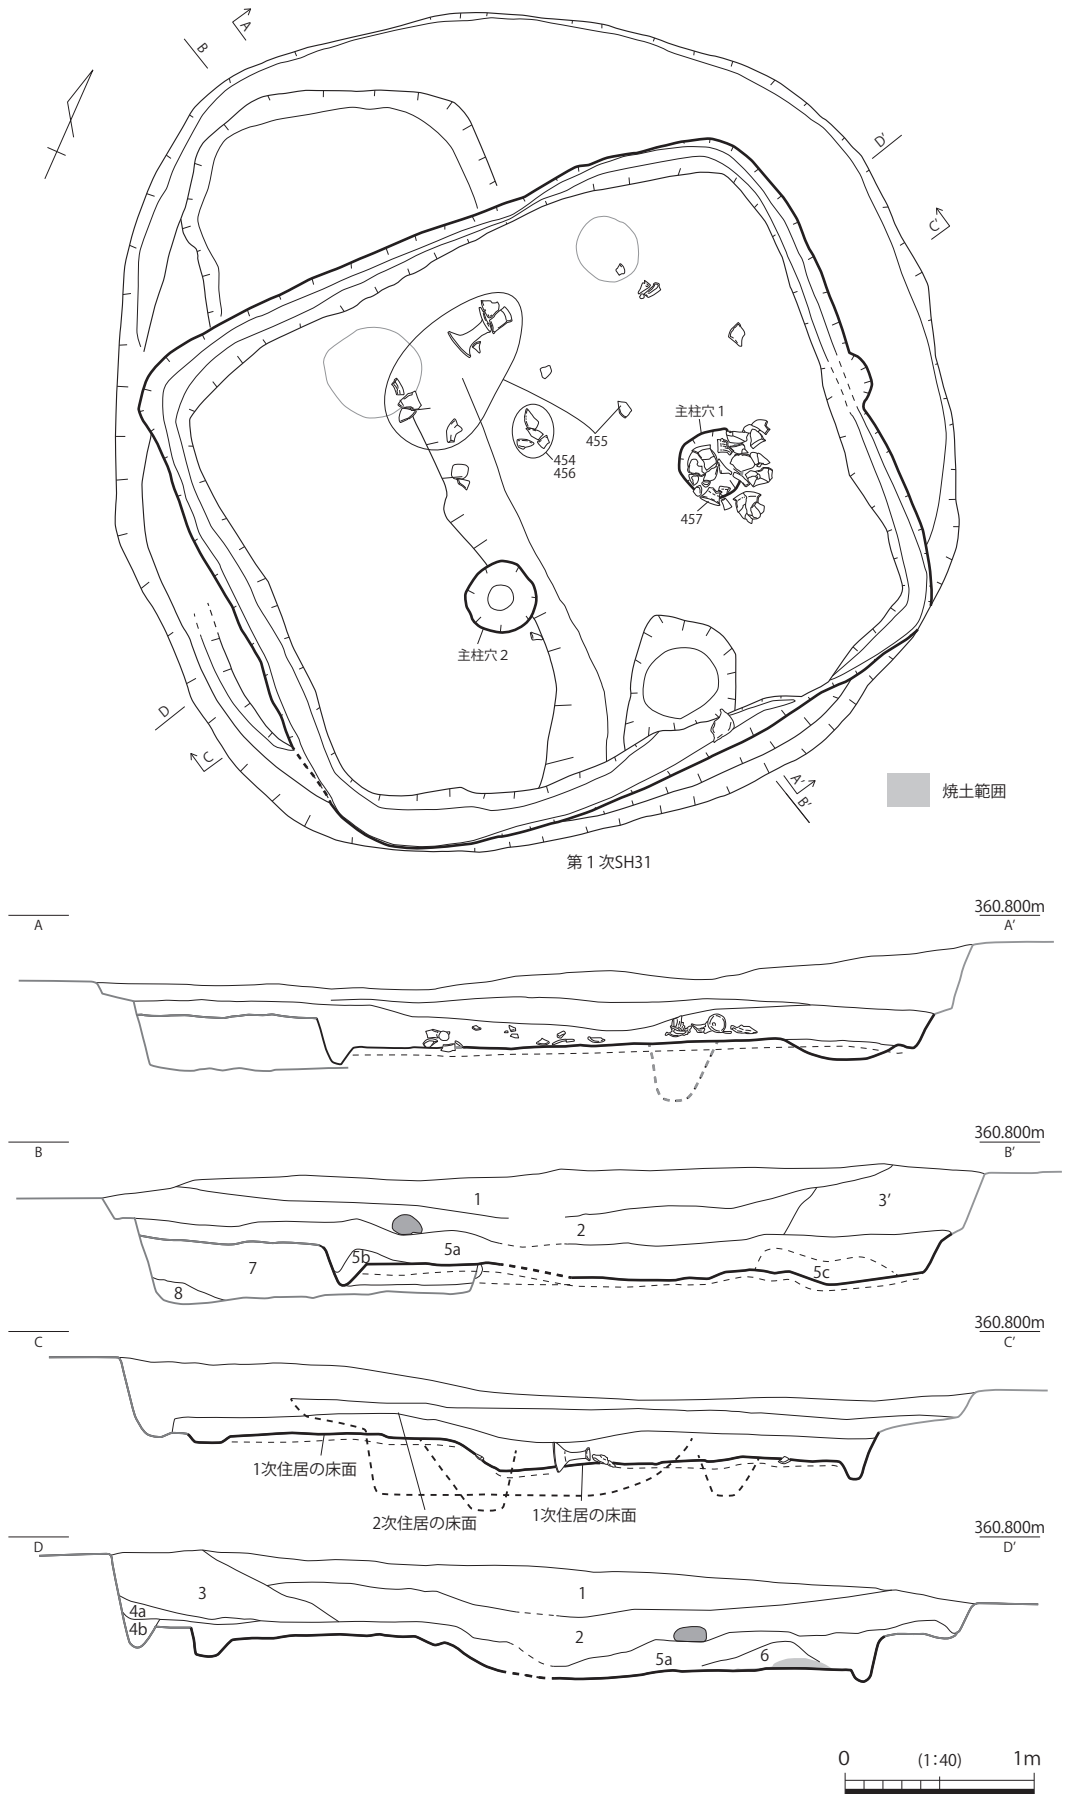 A
B
D’
C’
主柱穴 1
455
454
456
457
主柱穴 2
D
C
A’
B’
焼土範囲
第 1 次SH31
360.800m
A
A’
360.800m
B
B’
1
3’
2
5a
5b
7
5c
8
360.800m
C
C’
1次住居の床面
1次住居の床面
2次住居の床面
360.800m
D
D’
3
1
4a
4b
2
5a
6
0
(1:40)
1m